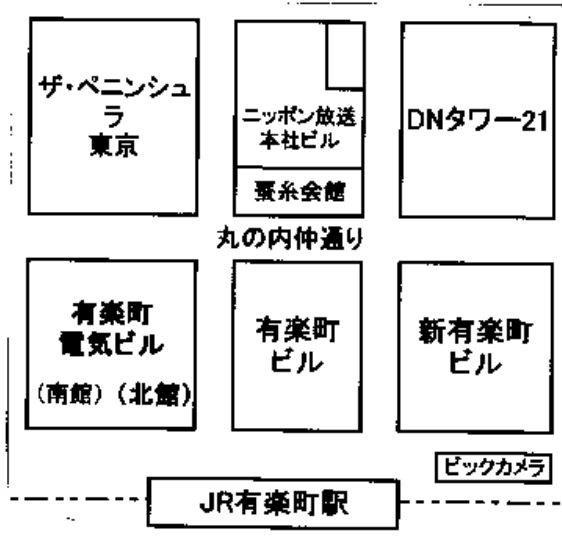 ザ・ペニンシュ
ラ
東京
ニッポン放送
本社ビル
蚕糸会館
DNタワー21
丸の内仲通り
有楽町
電気ビル
(南館) (北館)
有楽町
ビル
新有楽町
ビル
ビックカメラ
JR有楽町駅